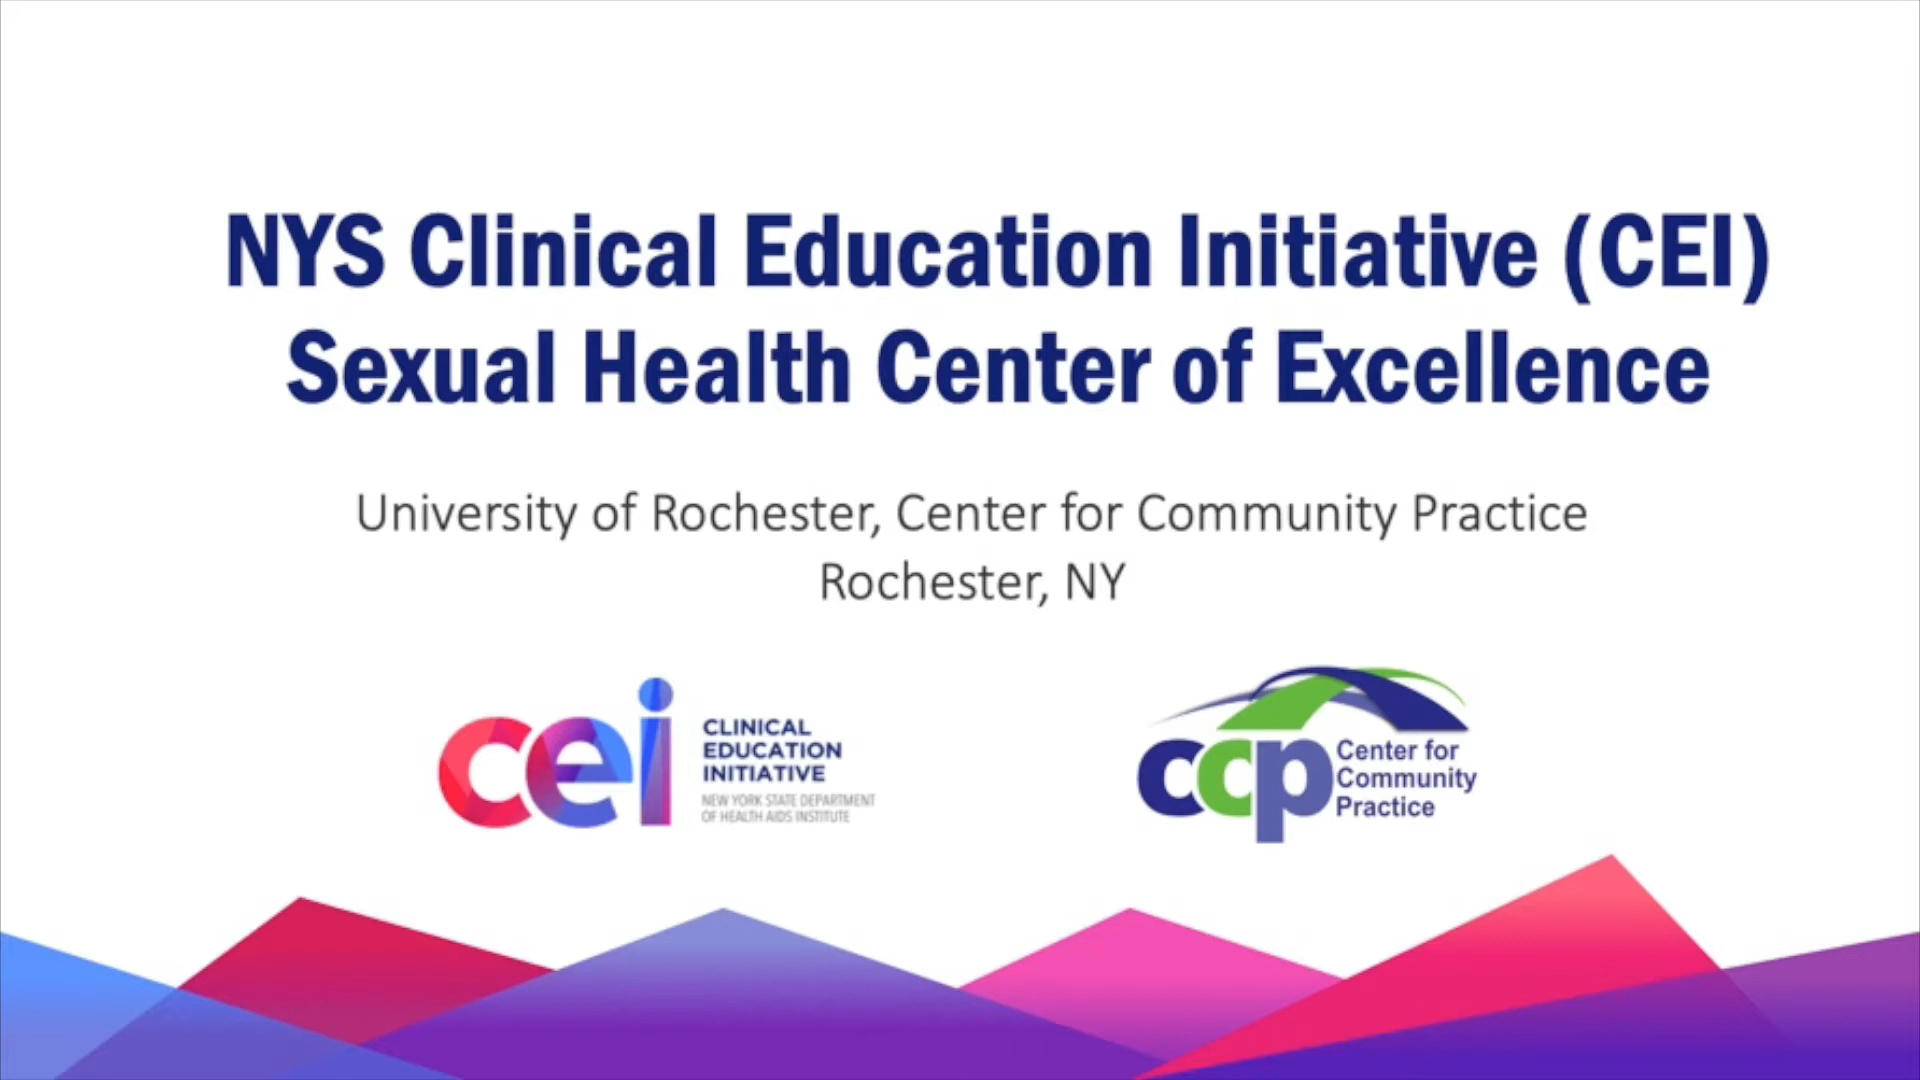 NYS Clinical Education Initiative (CEI)
Sexual Health Center of Excellence
University of Rochester, Center for Community Practice
Rochester, NY
cei
CLINICAL
EDUCATION
INITIATIVE
NEW YORK STATE DEPARTMENT
OF HEALTH AIDS INSTITUTE
ccp
Center for
Community
Practice